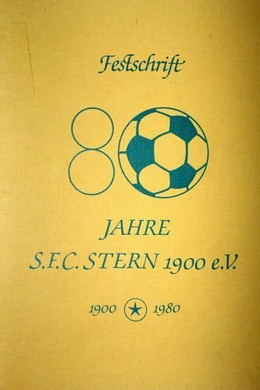 Festschrift
80
JAHRE
S.F.C. STERN 1900 e.V.
1900 1980